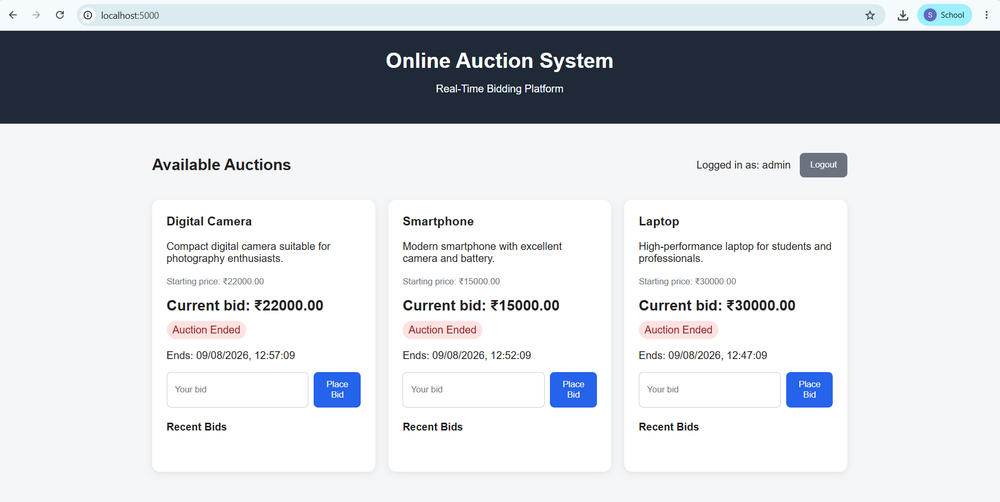 localhost:5000
S School
Online Auction System
Real-Time Bidding Platform
Available Auctions
Logged in as: admin
Logout
Digital Camera
Compact digital camera suitable for
photography enthusiasts.
Starting price: ₹22000.00
Current bid: ₹22000.00
Auction Ended
Ends: 09/08/2026, 12:57:09
Your bid
Place
Bid
Recent Bids
Smartphone
Modern smartphone with excellent
camera and battery.
Starting price: ₹15000.00
Current bid: ₹15000.00
Auction Ended
Ends: 09/08/2026, 12:52:09
Your bid
Place
Bid
Recent Bids
Laptop
High-performance laptop for students and
professionals.
Starting price: ₹30000.00
Current bid: ₹30000.00
Auction Ended
Ends: 09/08/2026, 12:47:09
Your bid
Place
Bid
Recent Bids